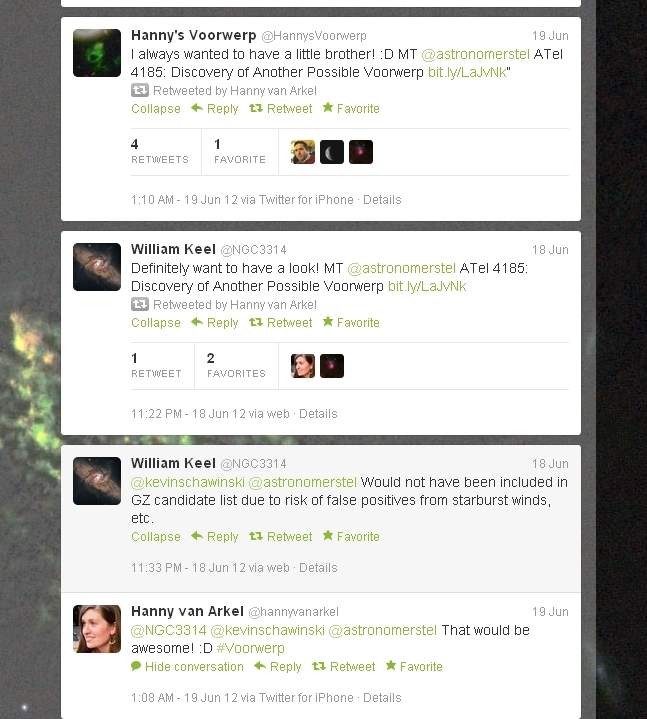 Hanny's Voorwerp @HannysVoorwerp 19 Jun
I always wanted to have a little brother! :D MT @astronomerstel ATel
4185: Discovery of Another Possible Voorwerp bit.ly/LaJvNk"
Retweeted by Hanny van Arkel
Collapse Reply Retweet Favorite
4 1
RETWEETS FAVORITE
1:10 AM - 19 Jun 12 via Twitter for iPhone · Details
William Keel @NGC3314 18 Jun
Definitely want to have a look! MT @astronomerstel ATel 4185:
Discovery of Another Possible Voorwerp bit.ly/LaJvNk
Retweeted by Hanny van Arkel
Collapse Reply Retweet Favorite
1 2
RETWEET FAVORITES
11:22 PM - 18 Jun 12 via web · Details
William Keel @NGC3314 18 Jun
@kevinschawinski @astronomerstel Would not have been included in
GZ candidate list due to risk of false positives from starburst winds,
etc.
Collapse Reply Retweet Favorite
11:33 PM - 18 Jun 12 via web · Details
Hanny van Arkel @hannyvanarkel 19 Jun
@NGC3314 @kevinschawinski @astronomerstel That would be
awesome! :D #Voorwerp
Hide conversation Reply Retweet Favorite
1:08 AM - 19 Jun 12 via Twitter for iPhone · Details